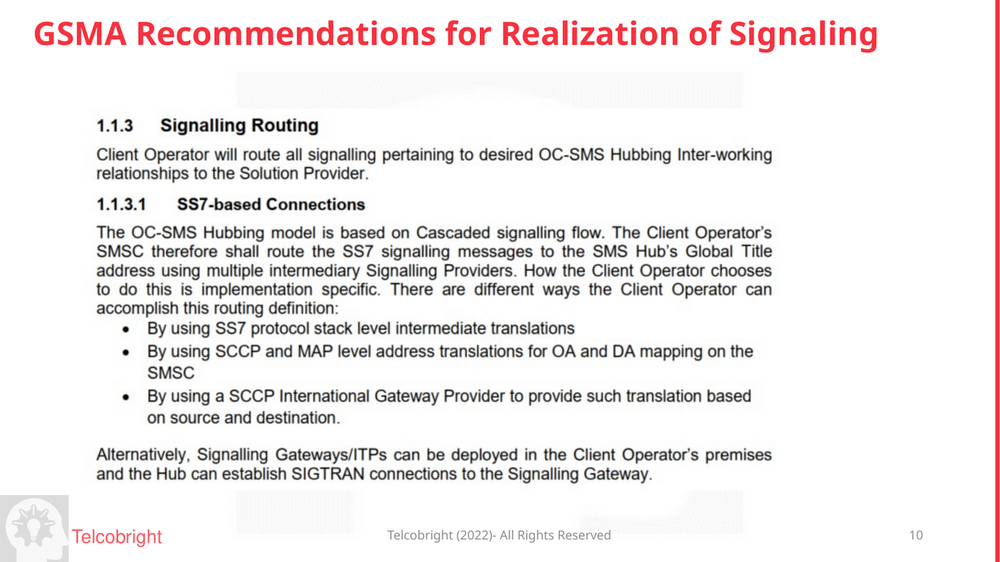 GSMA Recommendations for Realization of Signaling
1.1.3 Signalling Routing
Client Operator will route all signalling pertaining to desired OC-SMS Hubbing Inter-working
relationships to the Solution Provider.
1.1.3.1 SS7-based Connections
The OC-SMS Hubbing model is based on Cascaded signalling flow. The Client Operator's
SMSC therefore shall route the SS7 signalling messages to the SMS Hub's Global Title
address using multiple intermediary Signalling Providers. How the Client Operator chooses
to do this is implementation specific. There are different ways the Client Operator can
accomplish this routing definition:
• By using SS7 protocol stack level intermediate translations
• By using SCCP and MAP level address translations for OA and DA mapping on the
SMSC
• By using a SCCP International Gateway Provider to provide such translation based
on source and destination.
Alternatively, Signalling Gateways/ITPs can be deployed in the Client Operator's premises
and the Hub can establish SIGTRAN connections to the Signalling Gateway.
Telcobright
Telcobright (2022)- All Rights Reserved
10